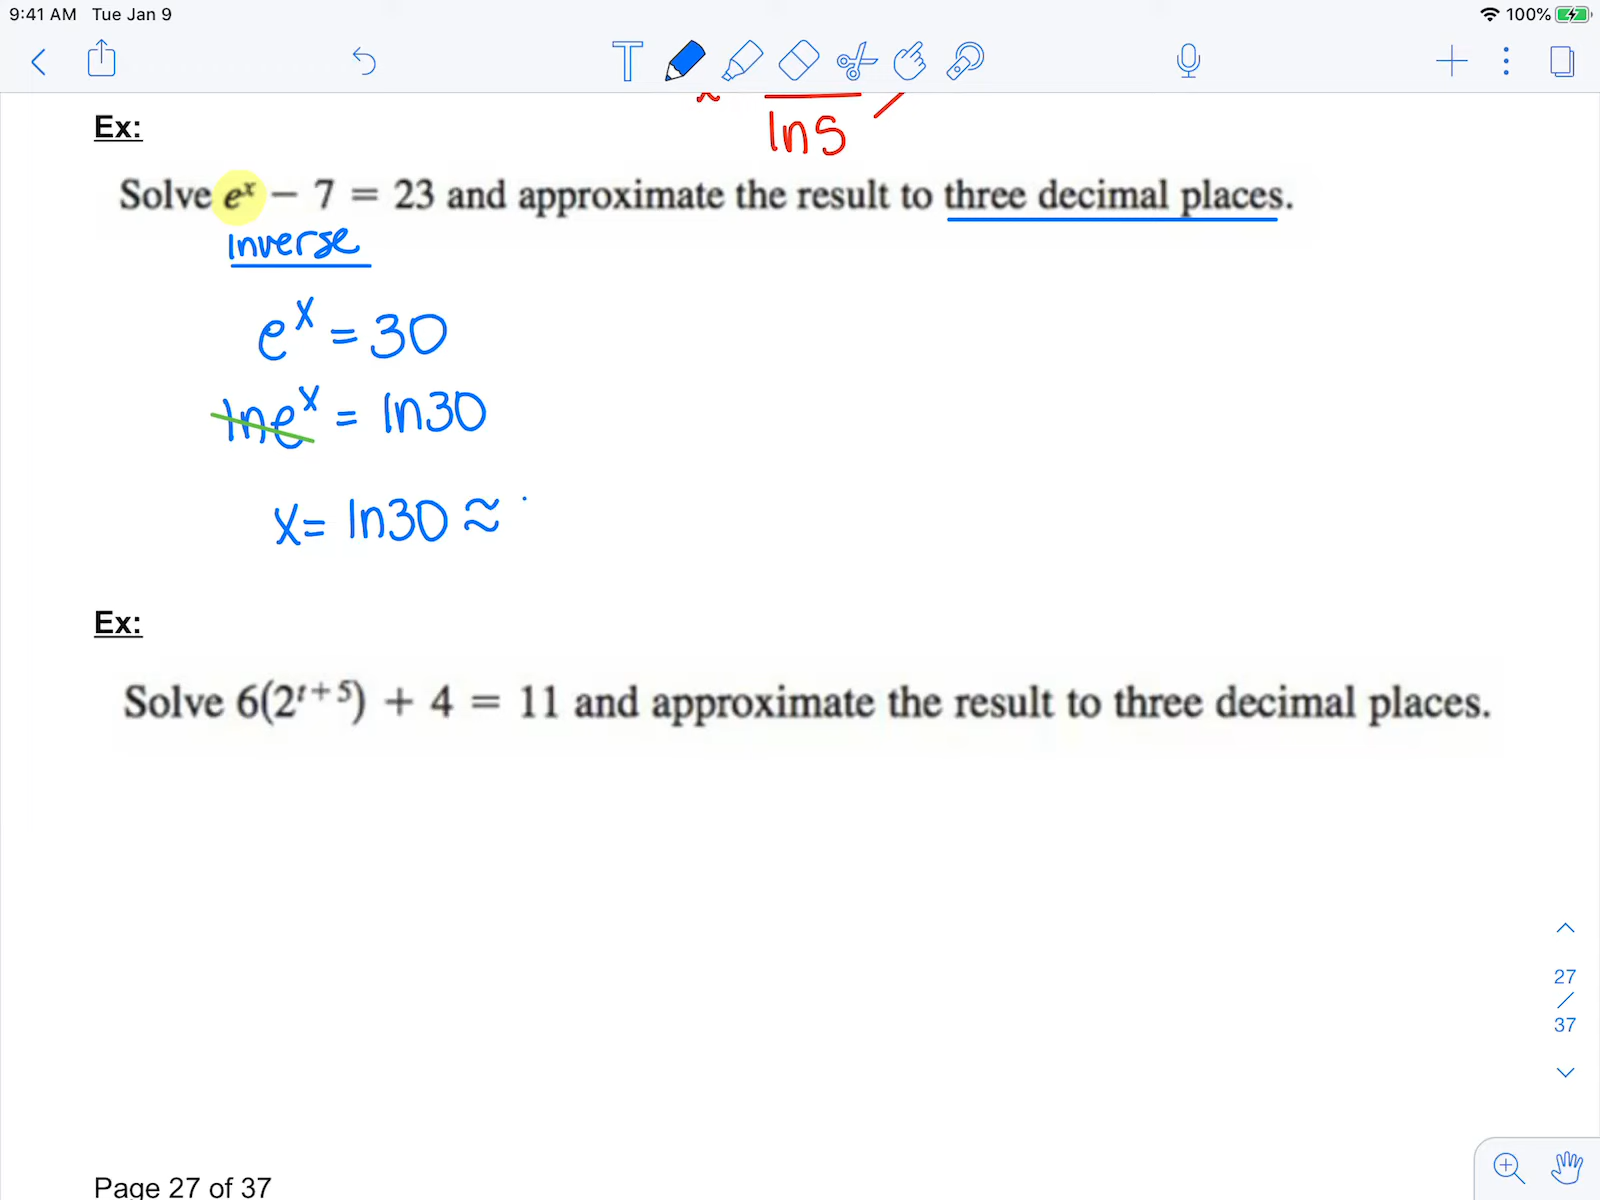 9:41 AM Tue Jan 9 100%
T
≈ ln5
Ex:
Solve eˣ − 7 = 23 and approximate the result to three decimal places.
Inverse
eˣ = 30
lneˣ = ln30
x = ln30 ≈
Ex:
Solve 6(2ᵗ⁺⁵) + 4 = 11 and approximate the result to three decimal places.
27
/
37
Page 27 of 37